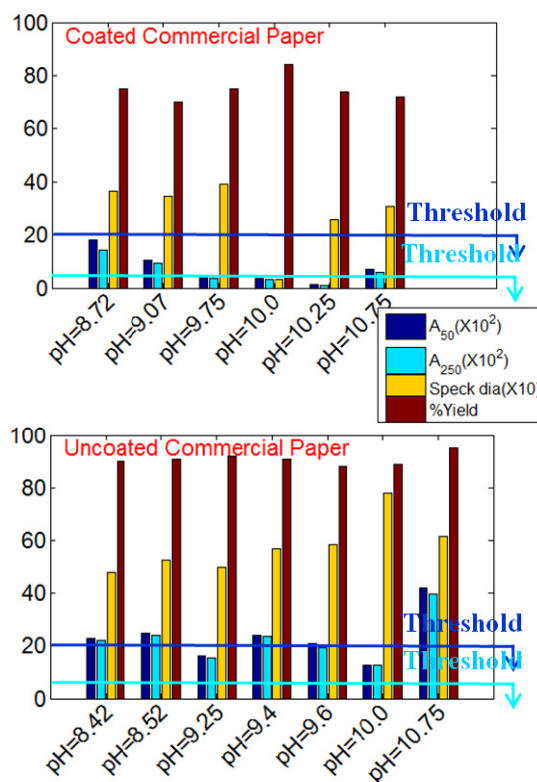 100
Coated Commercial Paper
80
60
40
Threshold
20
Threshold
0
pH=8.72
pH=9.07
pH=9.75
pH=10.0
pH=10.25
pH=10.75
A50(X10²)
A250(X10²)
Speck dia(X10)
%Yield
100
Uncoated Commercial Paper
80
60
40
Threshold
20
Threshold
0
pH=8.42
pH=8.52
pH=9.25
pH=9.4
pH=9.6
pH=10.0
pH=10.75